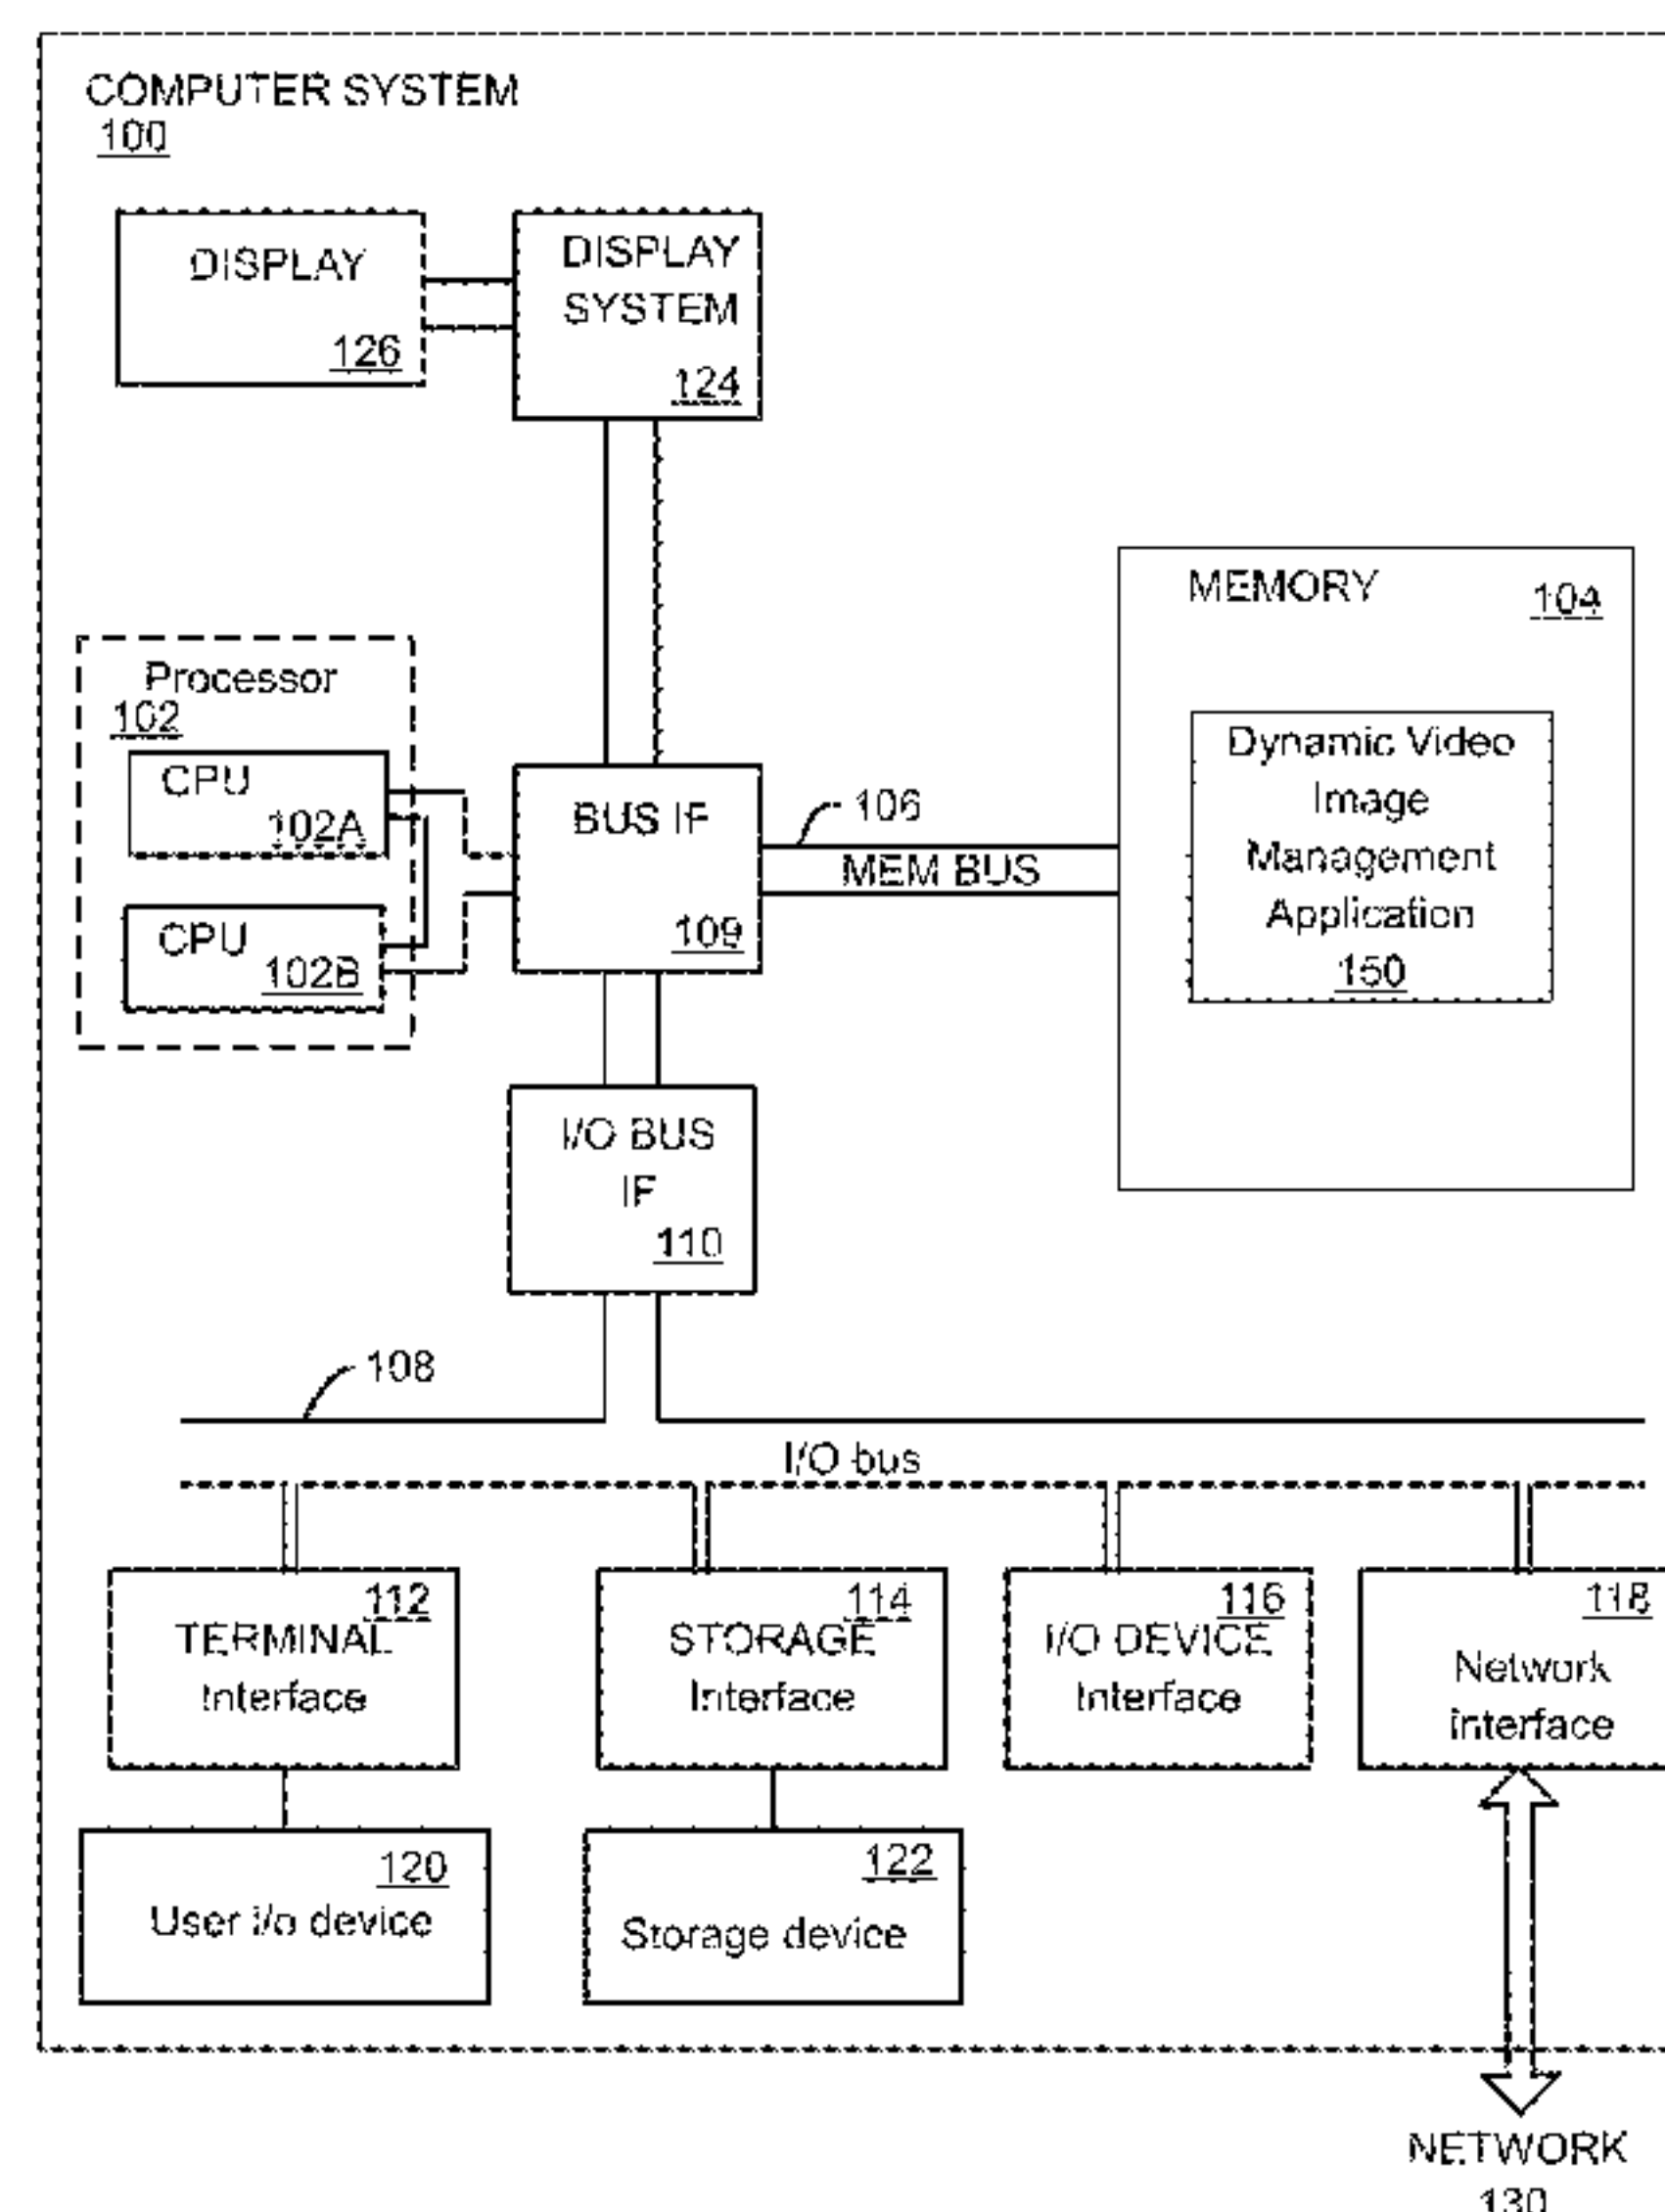 COMPUTER SYSTEM
100
DISPLAY
126
DISPLAY
SYSTEM
124
MEMORY
104
Processor
102
CPU
102A
CPU
102B
BUS IF
109
106
MEM BUS
Dynamic Video
Image
Management
Application
150
I/O BUS
IF
110
108
I/O bus
112
TERMINAL
Interface
114
STORAGE
Interface
116
I/O DEVICE
Interface
118
Network
interface
120
User i/o device
122
Storage device
NETWORK
130